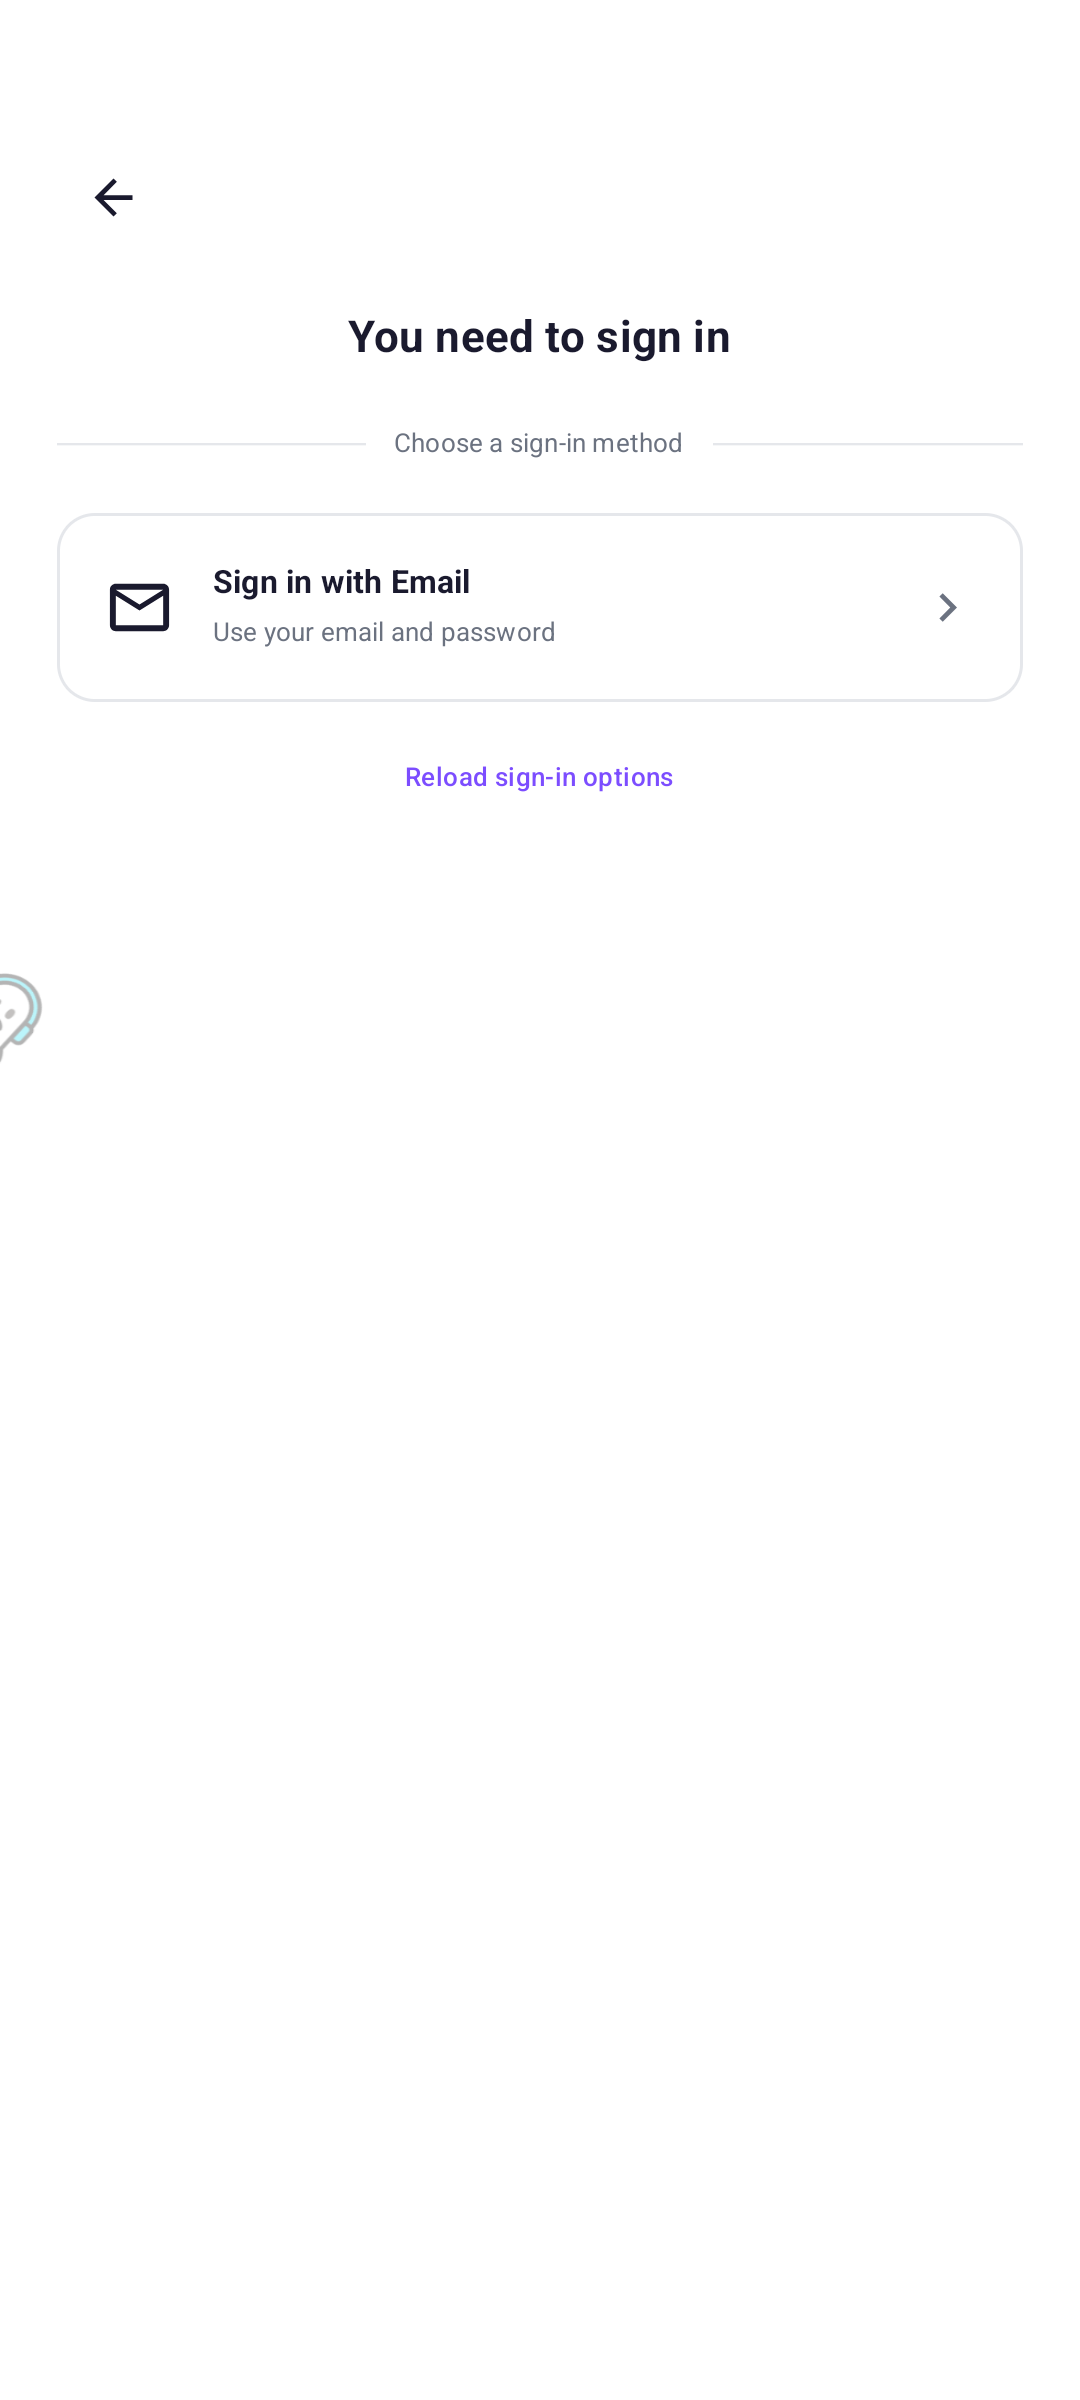 You need to sign in
Choose a sign-in method
Sign in with Email
Use your email and password
Reload sign-in options